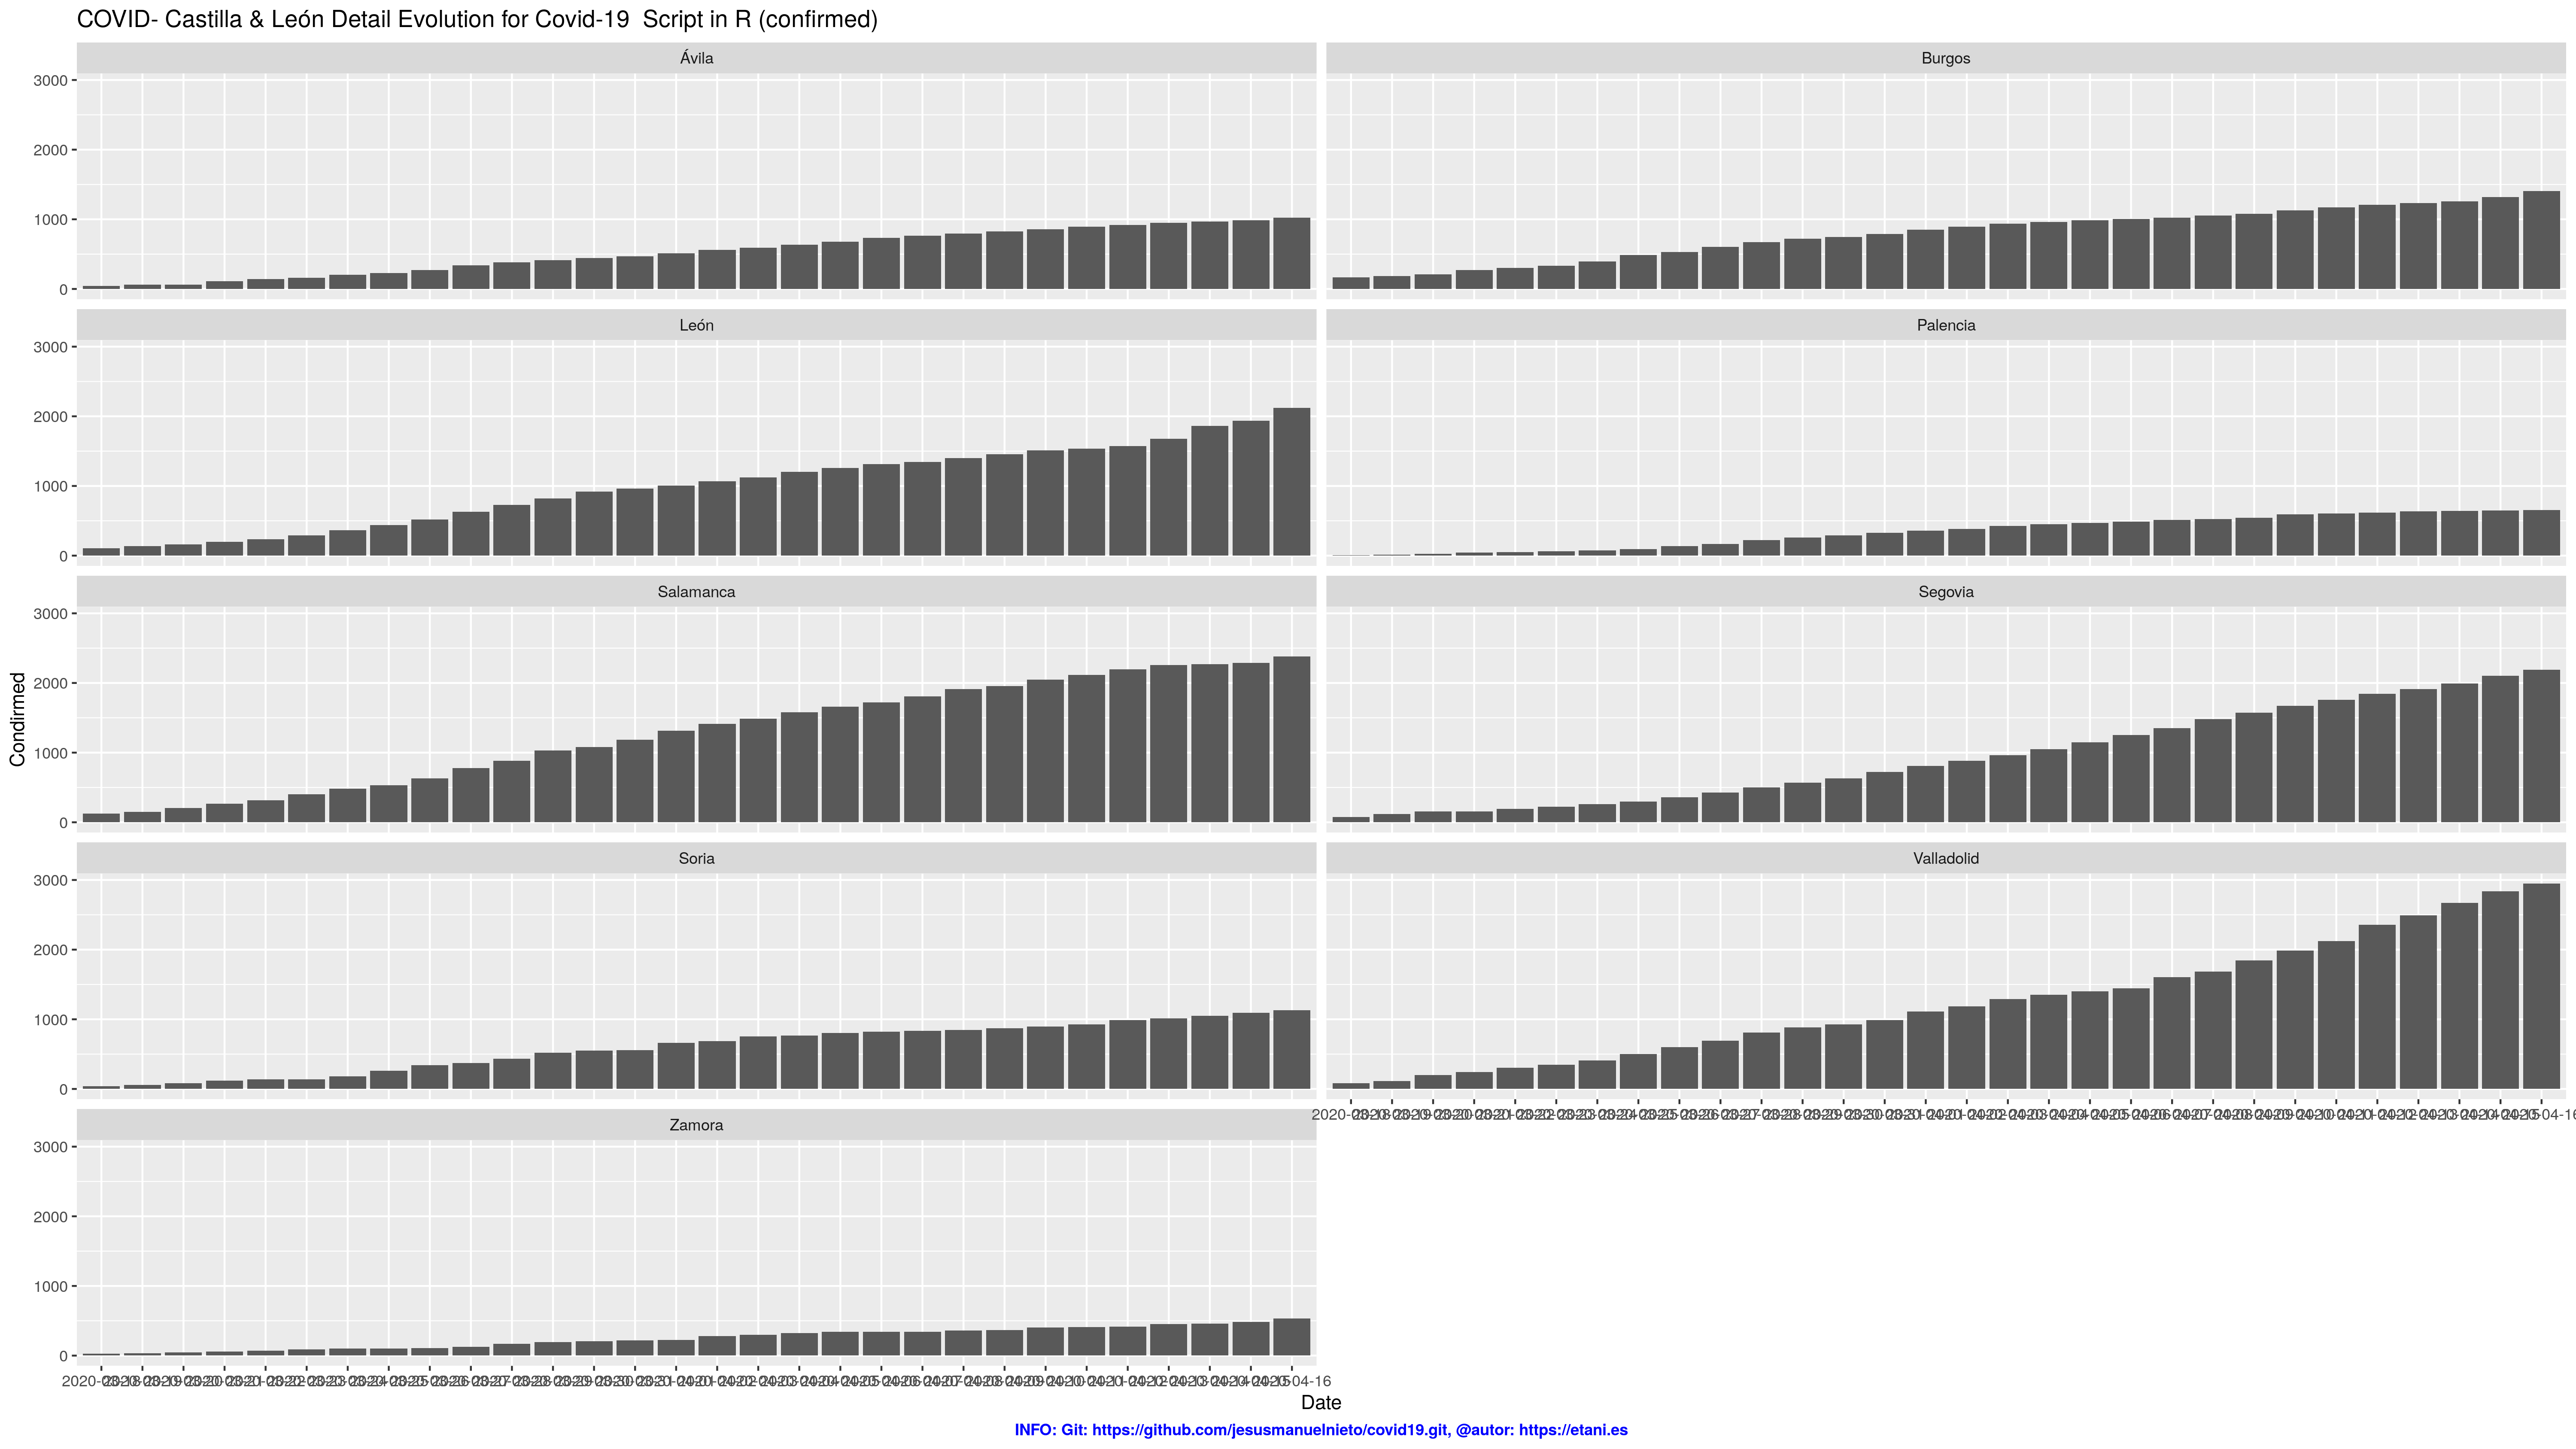 COVID- Castilla & León Detail Evolution for Covid-19  Script in R (confirmed)
Ávila
Burgos
3000
2000
1000
0
León
Palencia
3000
2000
1000
0
Salamanca
Segovia
3000
2000
1000
0
Condirmed
Soria
Valladolid
3000
2000
1000
0
Zamora
3000
2000
1000
0
Date
INFO: Git: https://github.com/jesusmanuelnieto/covid19.git, @autor: https://etani.es